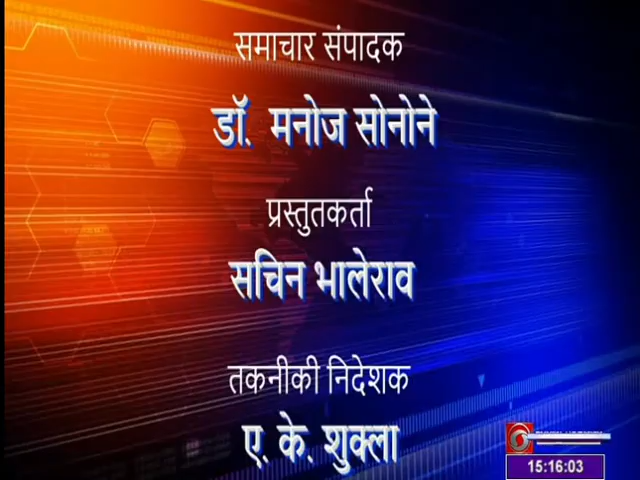 समाचार संपादक
डॉ. मनोज सोनोने
प्रस्तुतकर्ता
सचिन भालेराव
तकनीकी निदेशक
ए. के. शुक्ला
15:16:03